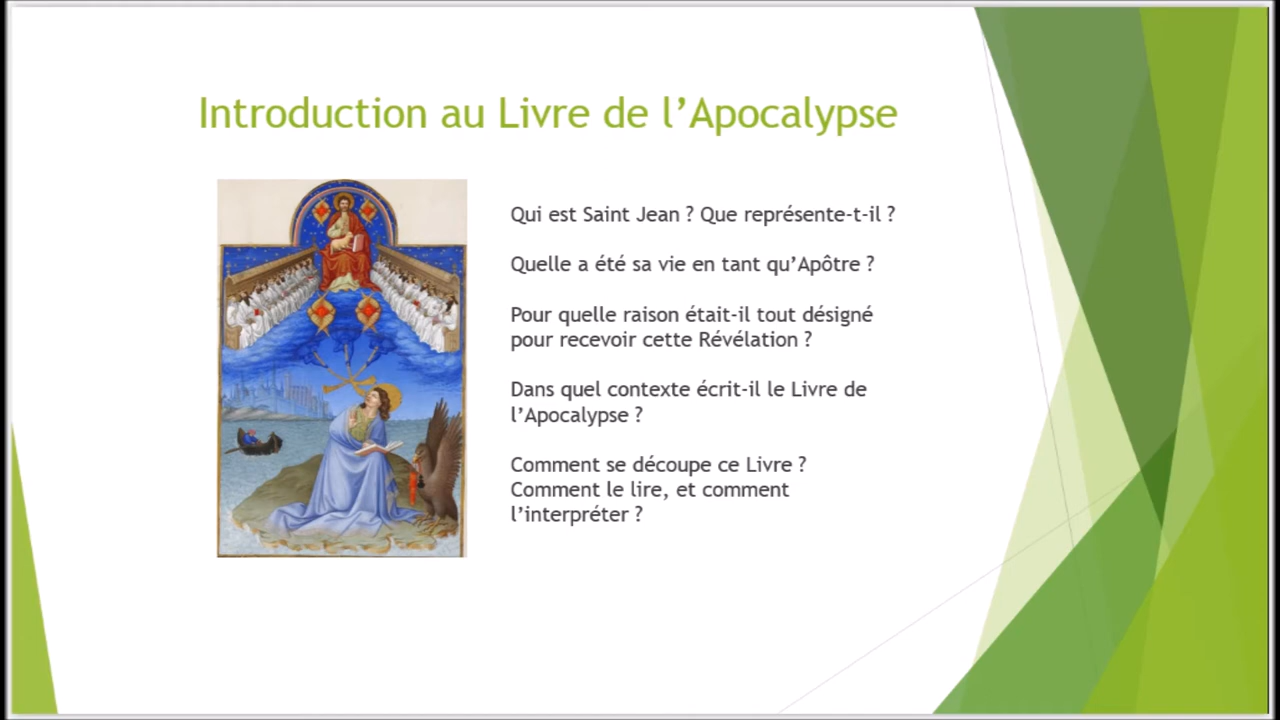 Introduction au Livre de l’Apocalypse
Qui est Saint Jean ? Que représente-t-il ?
Quelle a été sa vie en tant qu’Apôtre ?
Pour quelle raison était-il tout désigné
pour recevoir cette Révélation ?
Dans quel contexte écrit-il le Livre de
l’Apocalypse ?
Comment se découpe ce Livre ?
Comment le lire, et comment
l’interpréter ?